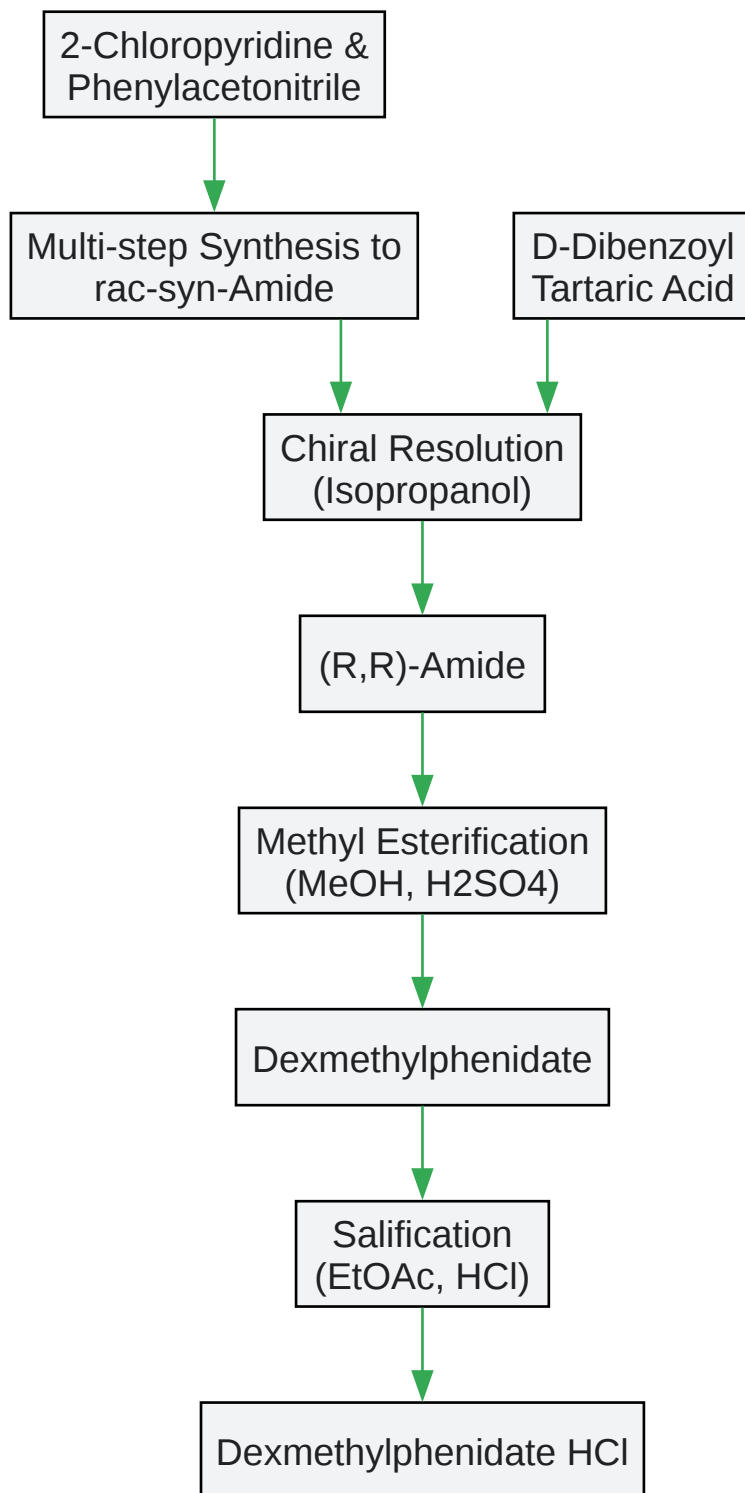 2-Chloropyridine &
Phenylacetonitrile
Multi-step Synthesis to
rac-syn-Amide
D-Dibenzoyl
Tartaric Acid
Chiral Resolution
(Isopropanol)
(R,R)-Amide
Methyl Esterification
(MeOH, H2SO4)
Dexmethylphenidate
Salification
(EtOAc, HCl)
Dexmethylphenidate HCl